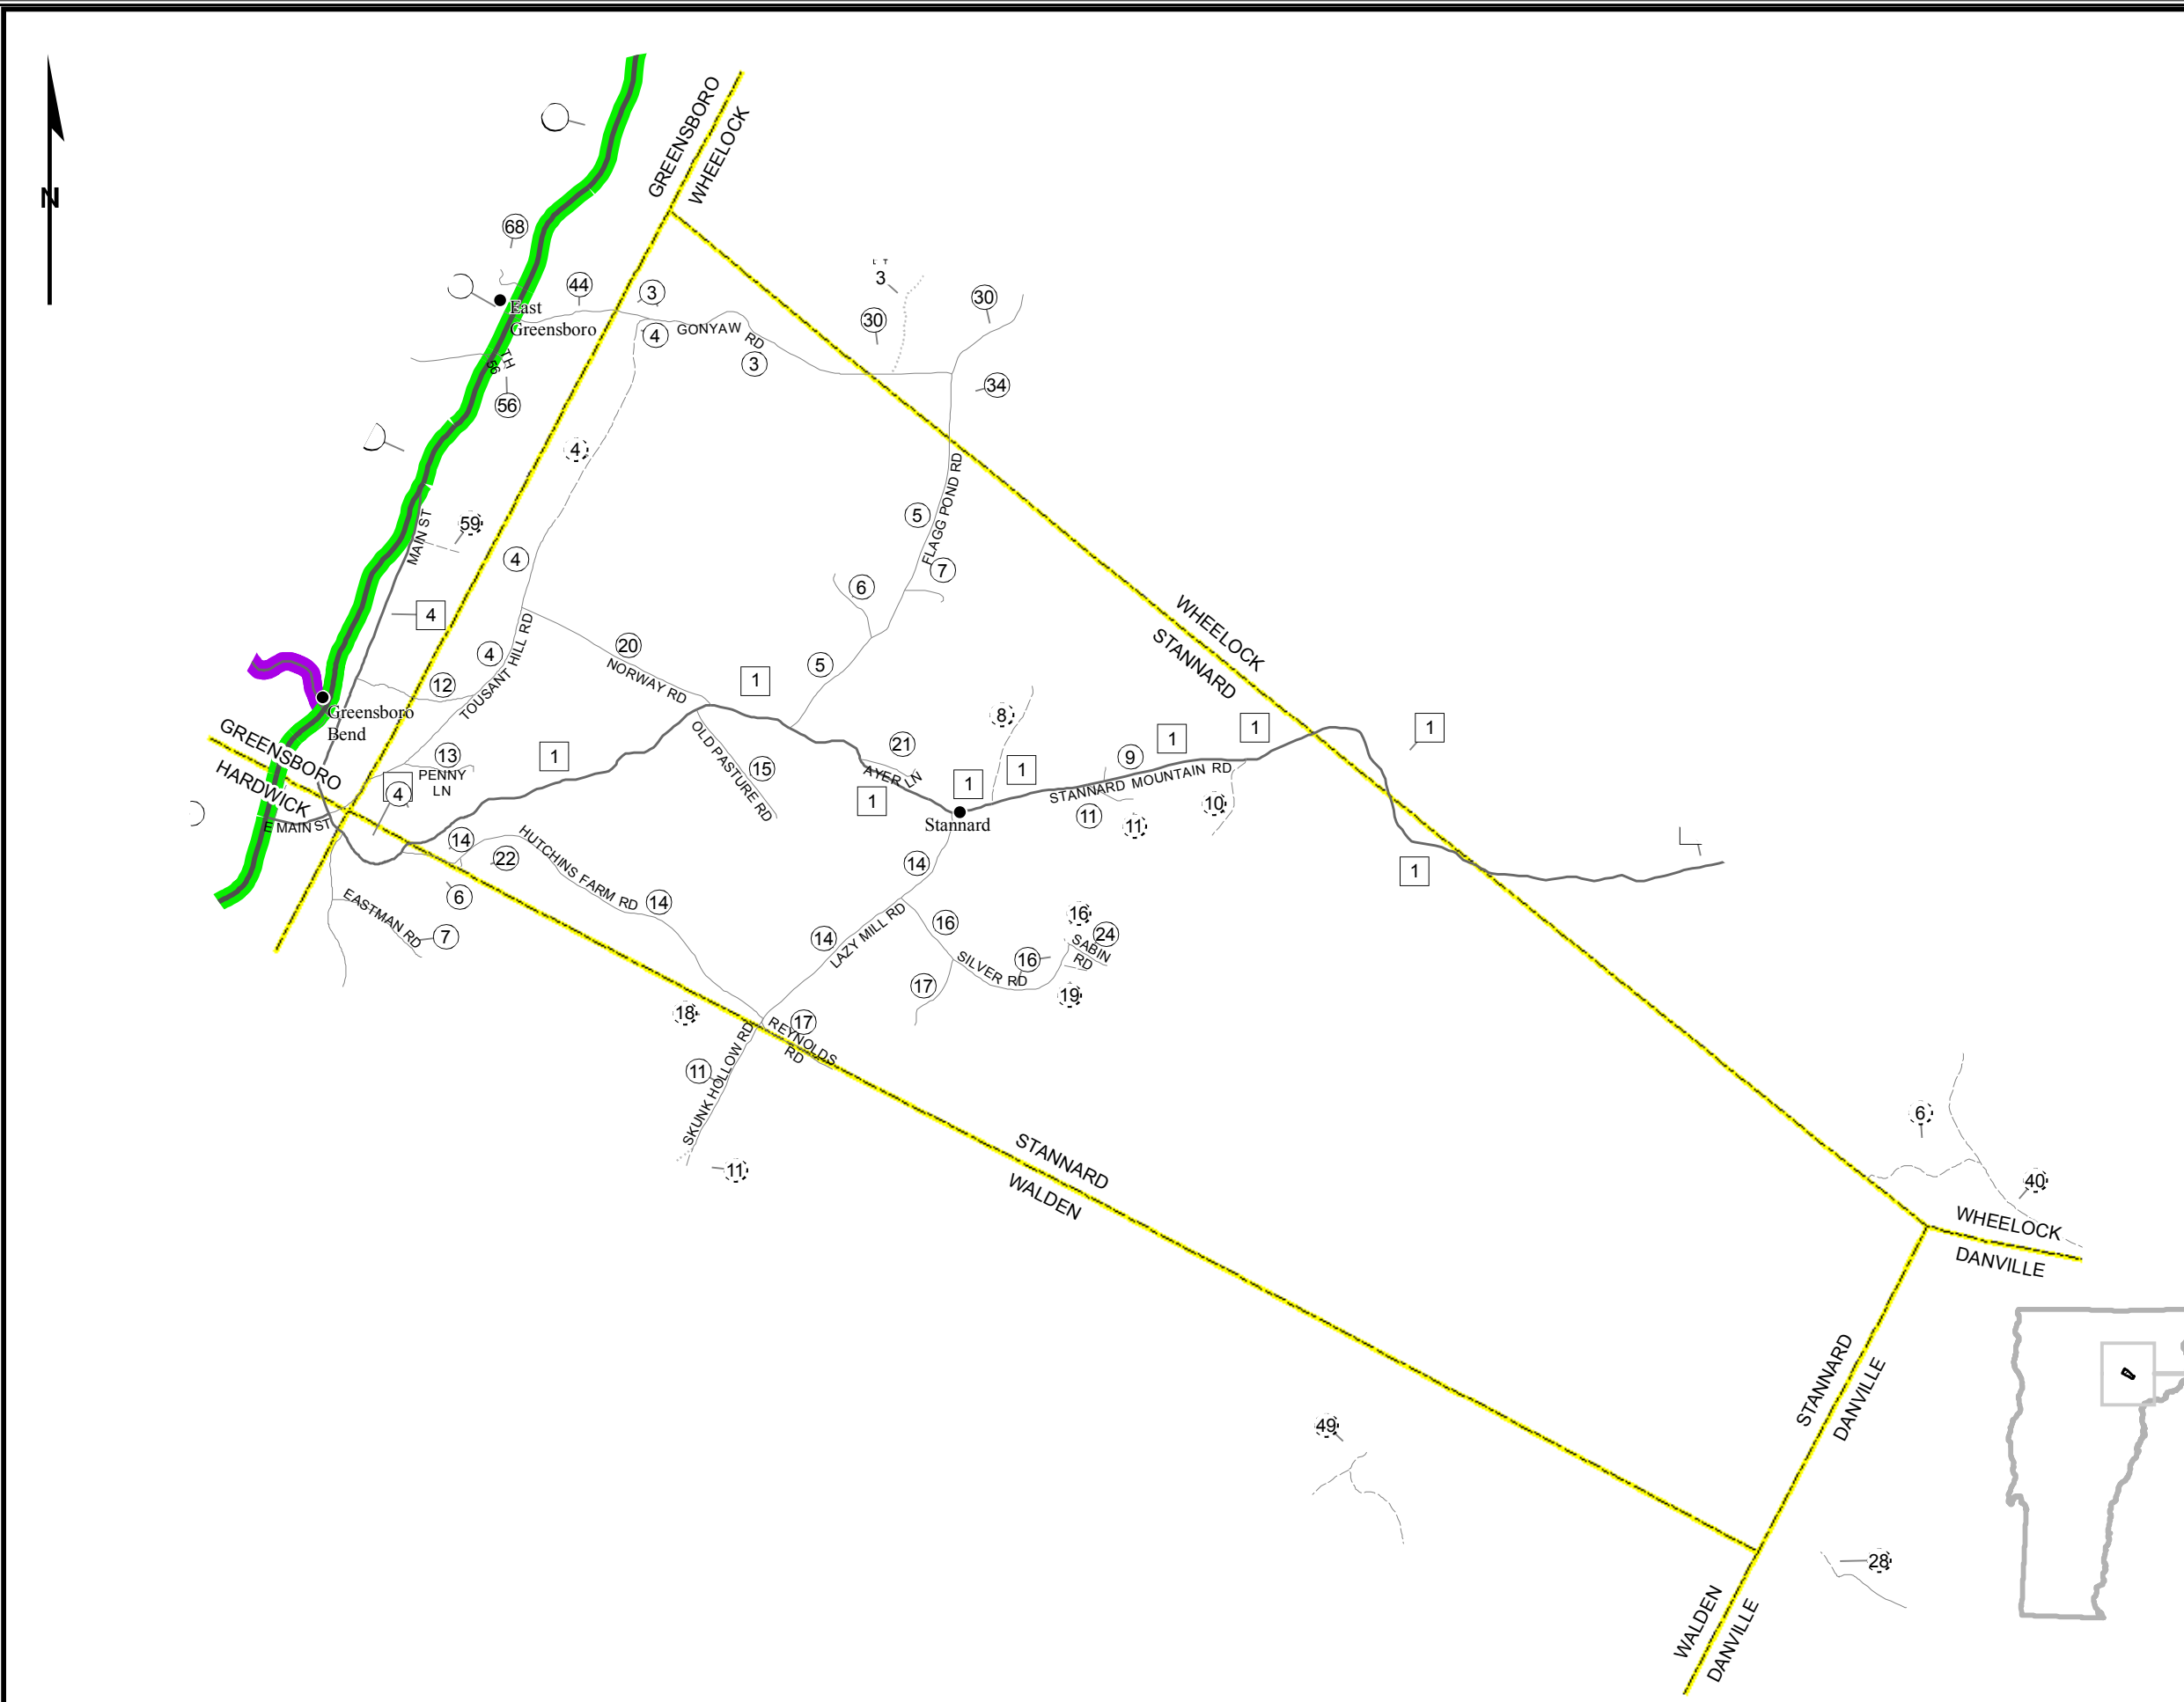 N
GREENSBORO
WHEELOCK
68
44
3
3
30
30
East
Greensboro
4
GONYAW
RD
3
34
TH
56
4
5
FLAGG POND RD
MAIN ST
59
4
7
6
4
4
20
NORWAY RD
TOUSANT HILL RD
12
5
1
WHEELOCK
STANNARD
Greensboro
Bend
GREENSBORO
HARDWICK
13
PENNY
LN
4
1
OLD PASTURE RD
15
21
AYER LN
1
8
1
1
9
1
1
1
STANNARD MOUNTAIN RD
Stannard
11
11
10
1
E MAIN ST
14
22
6
HUTCHINS FARM RD
14
14
EASTMAN RD
7
14
LAZY MILL RD
16
16
24
SABIN
RD
SILVER RD
16
17
19
18
17
REYNOLDS
RD
11
SKUNK HOLLOW RD
11
STANNARD
WALDEN
6
40
WHEELOCK
DANVILLE
STANNARD
DANVILLE
49
28
WALDEN
DANVILLE